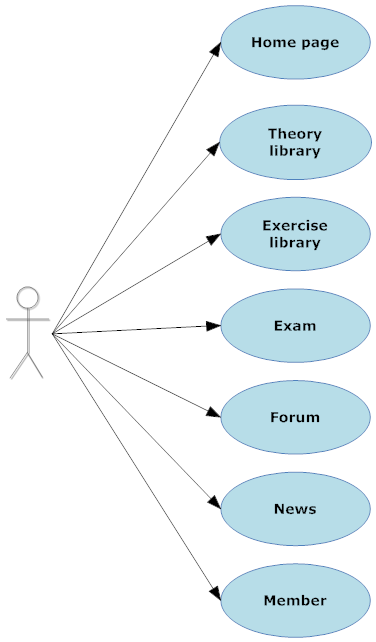 Home page
Theory
library
Exercise
library
Exam
Forum
News
Member